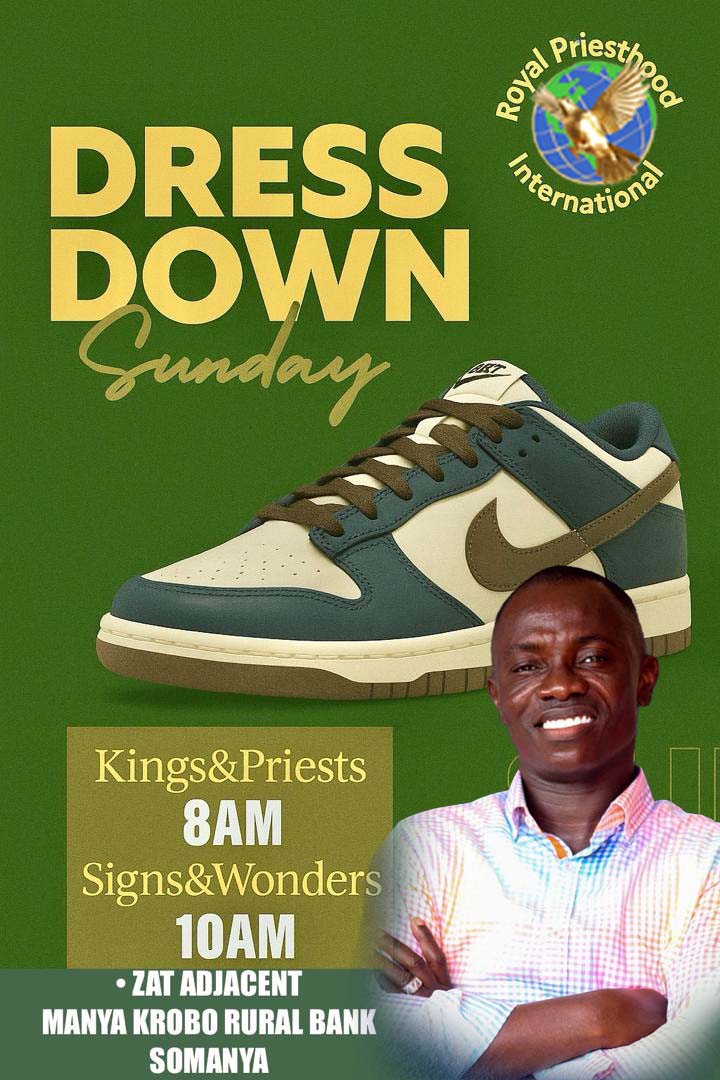 Royal Priesthood
International
DRESS
DOWN
Sunday
Kings&Priests
8AM
Signs&Wonders
10AM
• ZAT ADJACENT
MANYA KROBO RURAL BANK
SOMANYA